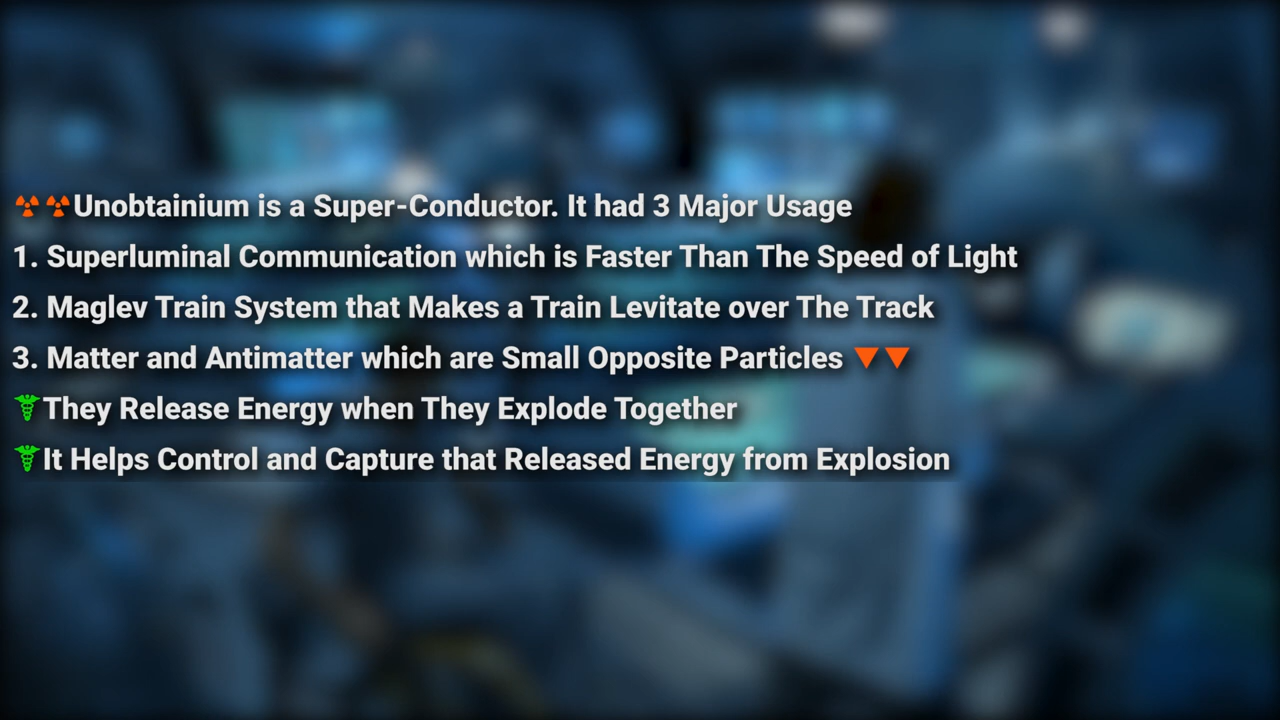 ☢☢Unobtainium is a Super-Conductor. It had 3 Major Usage
1. Superluminal Communication which is Faster Than The Speed of Light
2. Maglev Train System that Makes a Train Levitate over The Track
3. Matter and Antimatter which are Small Opposite Particles ▼▼
☤They Release Energy when They Explode Together
☤It Helps Control and Capture that Released Energy from Explosion